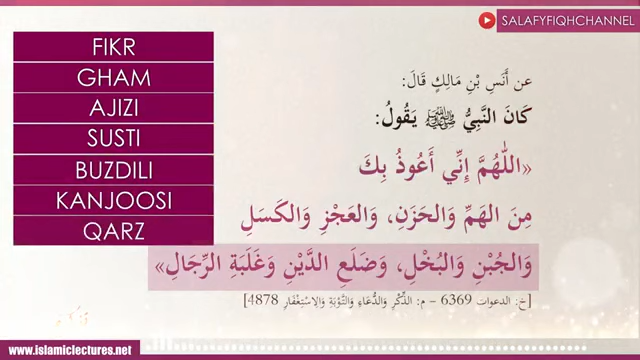 SALAFYFIQHCHANNEL
FIKR
GHAM
AJIZI
SUSTI
BUZDILI
KANJOOSI
QARZ
عن أَنَسِ بْنِ مَالِكٍ قَالَ:
كَانَ النَّبِيُّ ﷺ يَقُولُ:
«اللَّهُمَّ إِنِّي أَعُوذُ بِكَ
مِنَ الهَمِّ وَالحَزَنِ، وَالعَجْزِ وَالكَسَلِ
وَالجُبْنِ وَالبُخْلِ، وَضَلَعِ الدَّيْنِ وَغَلَبَةِ الرِّجَالِ»
[خ: الدعوات 6369 – م: الذِّكْرِ وَالدُّعَاءِ وَالتَّوْبَةِ وَالِاسْتِغْفَارِ 4878]
www.islamiclectures.net